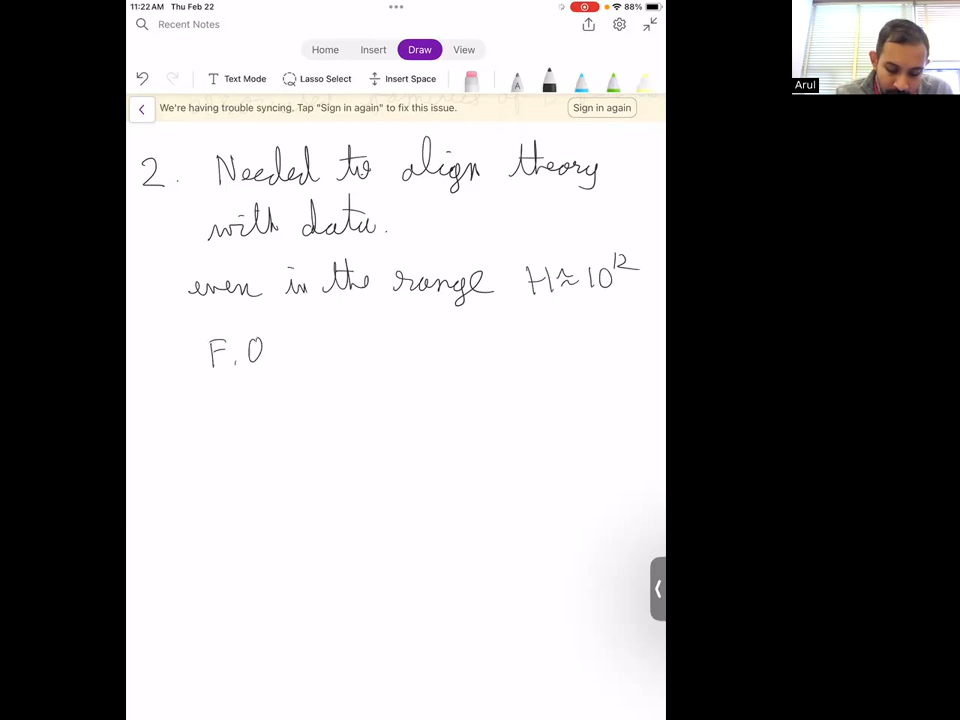 11:22 AM Thu Feb 22
88%
Recent Notes
Home Insert Draw View
Text Mode Lasso Select Insert Space
We're having trouble syncing. Tap "Sign in again" to fix this issue. Sign in again
2. Needed to align theory
with data.
even in the range H≈10^12
F. O
Arul